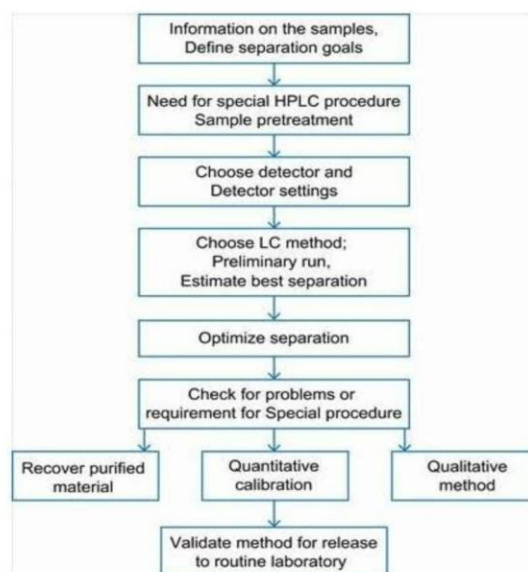 Information on the samples,
Define separation goals
Need for special HPLC procedure
Sample pretreatment
Choose detector and
Detector settings
Choose LC method;
Preliminary run,
Estimate best separation
Optimize separation
Check for problems or
requirement for Special procedure
Recover purified
material
Quantitative
calibration
Qualitative
method
Validate method for release
to routine laboratory